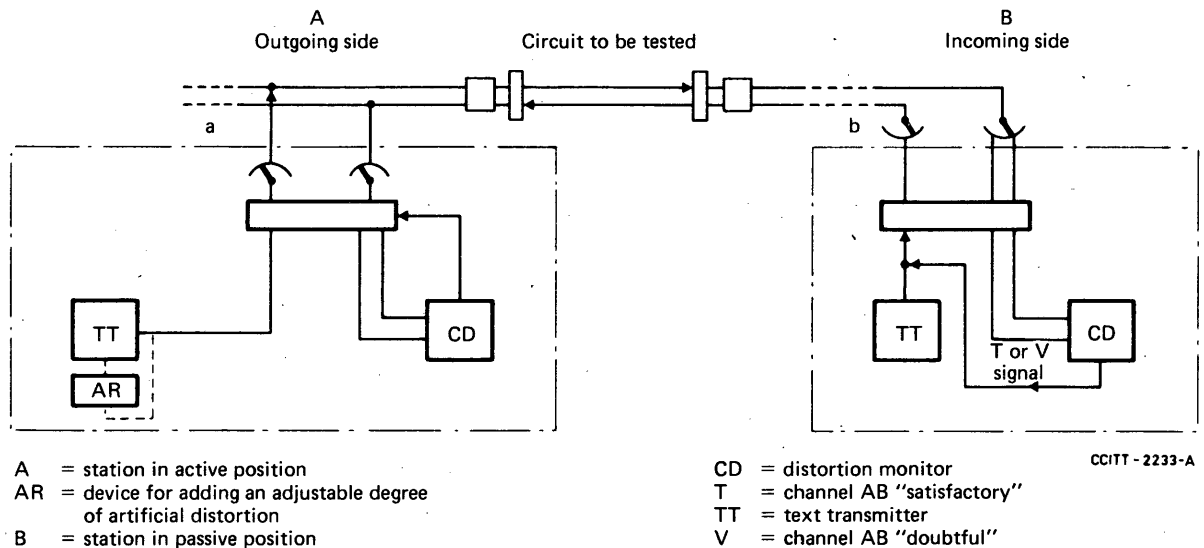 A
Outgoing side
Circuit to be tested
B
Incoming side
a
b
TT
AR
CD
TT
CD
T or V
signal
A = station in active position
AR = device for adding an adjustable degree
of artificial distortion
B = station in passive position
CCITT - 2233-A
CD = distortion monitor
T = channel AB "satisfactory"
TT = text transmitter
V = channel AB "doubtful"